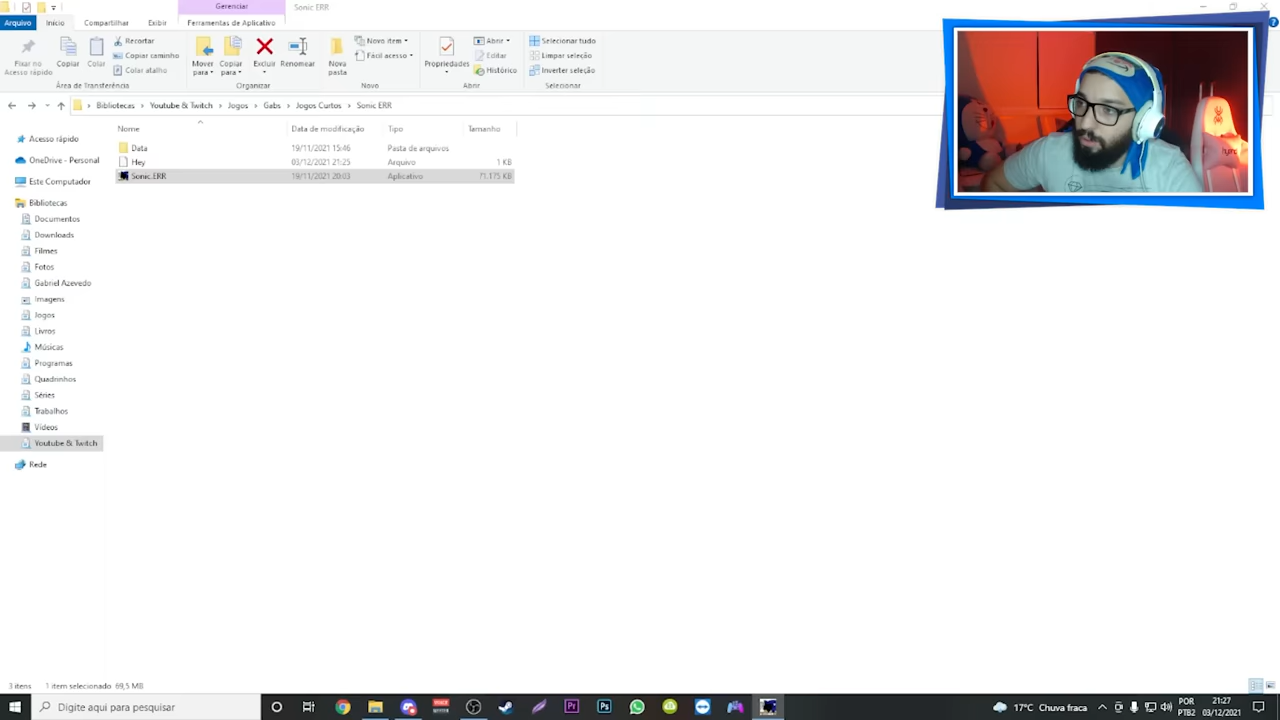 Gerenciar Sonic ERR
Arquivo Início Compartilhar Exibir Ferramentas de Aplicativo
Fixar no Acesso rápido
Copiar
Colar
Recortar
Copiar caminho
Colar atalho
Mover para
Copiar para
Excluir
Renomear
Nova pasta
Novo item
Fácil acesso
Propriedades
Abrir
Editar
Histórico
Selecionar tudo
Limpar seleção
Inverter seleção
Área de Transferência Organizar Novo Abrir Selecionar
Bibliotecas Youtube & Twitch Jogos Gabs Jogos Curtos Sonic ERR
Nome Data de modificação Tipo Tamanho
Data 19/11/2021 15:46 Pasta de arquivos
Hey 03/12/2021 21:25 Arquivo 1 KB
Sonic.ERR 19/11/2021 20:03 Aplicativo 71.175 KB
Acesso rápido
OneDrive - Personal
Este Computador
Bibliotecas
Documentos
Downloads
Filmes
Fotos
Gabriel Azevedo
Imagens
Jogos
Livros
Músicas
Programas
Quadrinhos
Séries
Trabalhos
Vídeos
Youtube & Twitch
Rede
3 itens 1 item selecionado 69,5 MB
Digite aqui para pesquisar
17°C Chuva fraca
POR
PTB2
21:27
03/12/2021